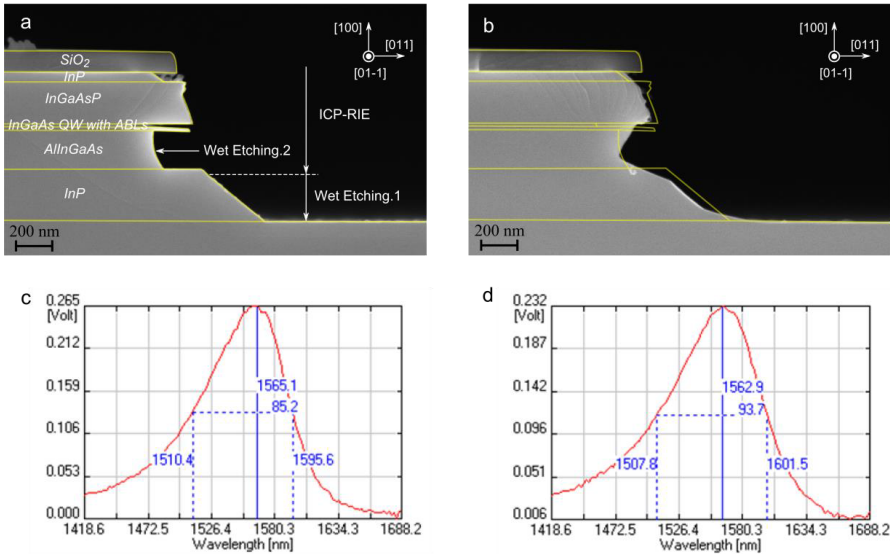 a
[100]
[011]
[01-1]
SiO2
InP
InGaAsP
InGaAs QW with ABLs
AlInGaAs
InP
ICP-RIE
Wet Etching.2
Wet Etching.1
200 nm
b
[100]
[011]
[01-1]
200 nm
c
0.265
[Volt]
0.212
0.159
0.106
0.053
0.000
1565.1
85.2
1510.4
1595.6
1418.6 1472.5 1526.4 1580.3 1634.3 1688.2
Wavelength [nm]
d
0.232
[Volt]
0.187
0.142
0.096
0.051
0.006
1562.9
93.7
1507.8
1601.5
1418.6 1472.5 1526.4 1580.3 1634.3 1688.2
Wavelength [nm]